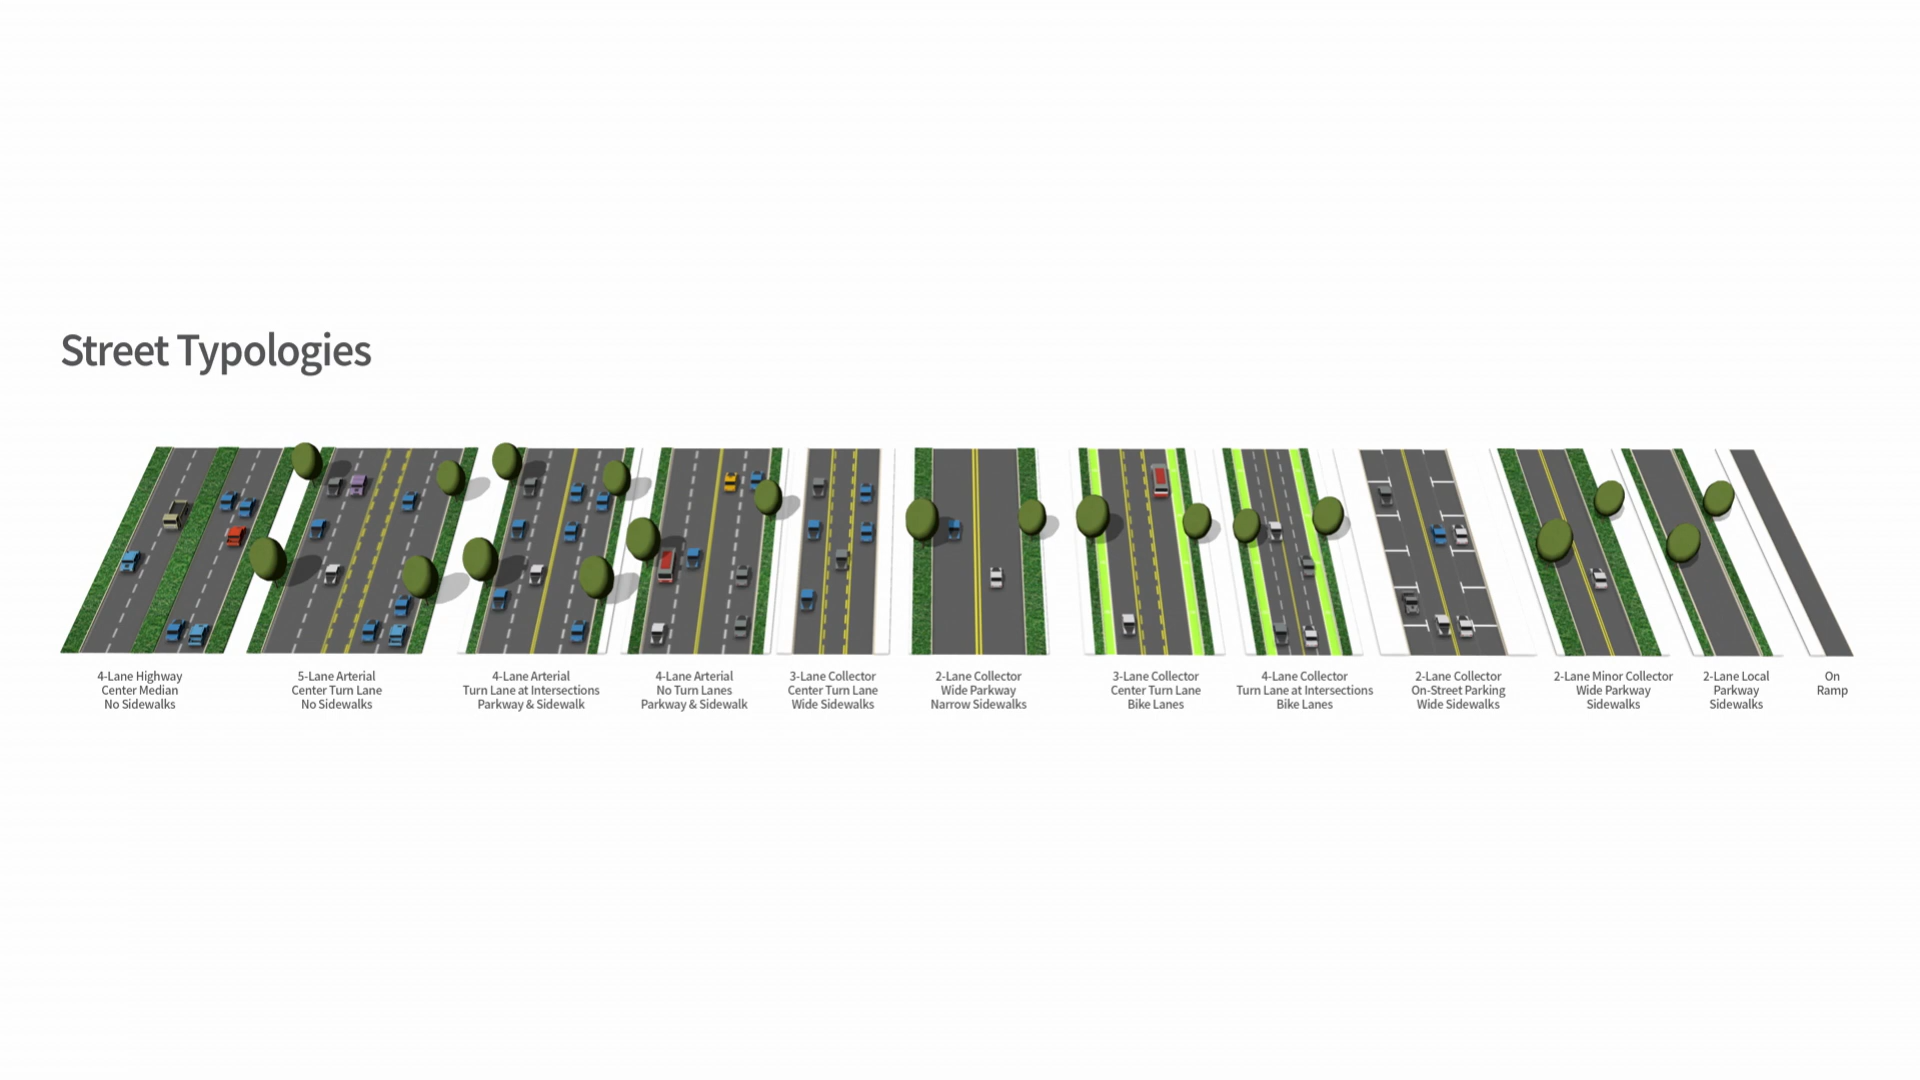 Street Typologies
4-Lane Highway
Center Median
No Sidewalks
5-Lane Arterial
Center Turn Lane
No Sidewalks
4-Lane Arterial
Turn Lane at Intersections
Parkway & Sidewalk
4-Lane Arterial
No Turn Lanes
Parkway & Sidewalk
3-Lane Collector
Center Turn Lane
Wide Sidewalks
2-Lane Collector
Wide Parkway
Narrow Sidewalks
3-Lane Collector
Center Turn Lane
Bike Lanes
4-Lane Collector
Turn Lane at Intersections
Bike Lanes
2-Lane Collector
On-Street Parking
Wide Sidewalks
2-Lane Minor Collector
Wide Parkway
Sidewalks
2-Lane Local
Parkway
Sidewalks
On
Ramp